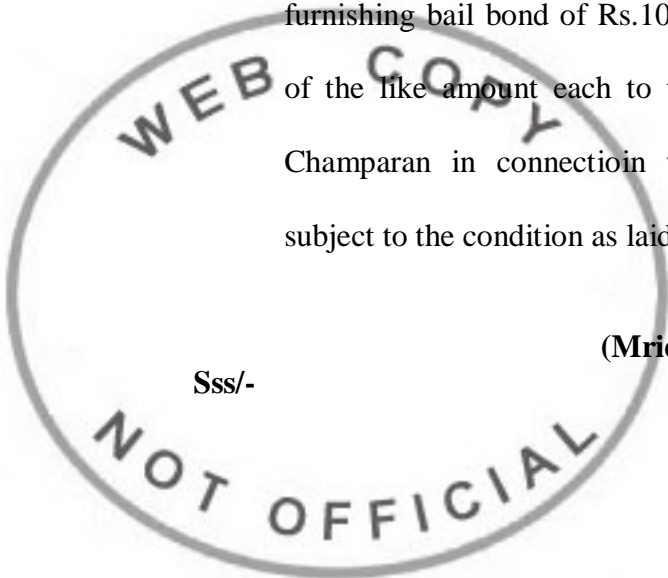 furnishing bail bond of Rs.10
WEB COPY
of the like amount each to
Champaran in connectioin
subject to the condition as laid
(Mrid
Sss/-
NOT OFFICIAL